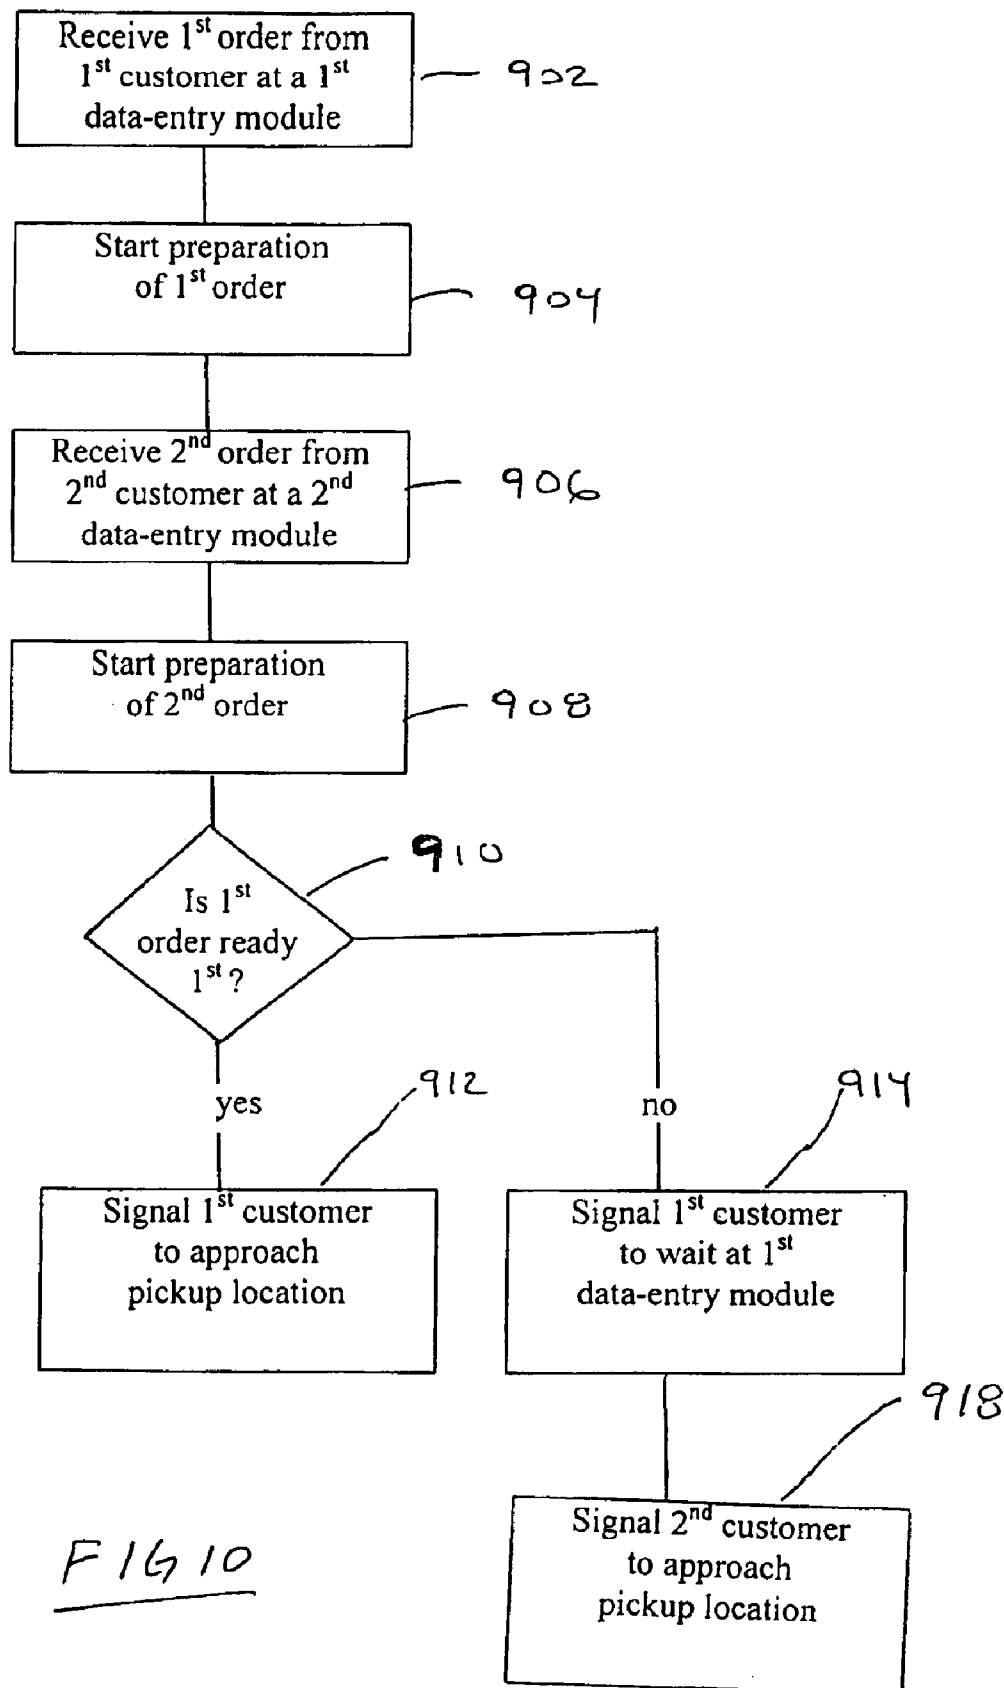 Receive 1st order from
1st customer at a 1st
data-entry module
902
Start preparation
of 1st order
904
Receive 2nd order from
2nd customer at a 2nd
data-entry module
906
Start preparation
of 2nd order
908
910
Is 1st
order ready
1st?
yes
no
912
Signal 1st customer
to approach
pickup location
914
Signal 1st customer
to wait at 1st
data-entry module
918
Signal 2nd customer
to approach
pickup location
FIG 10